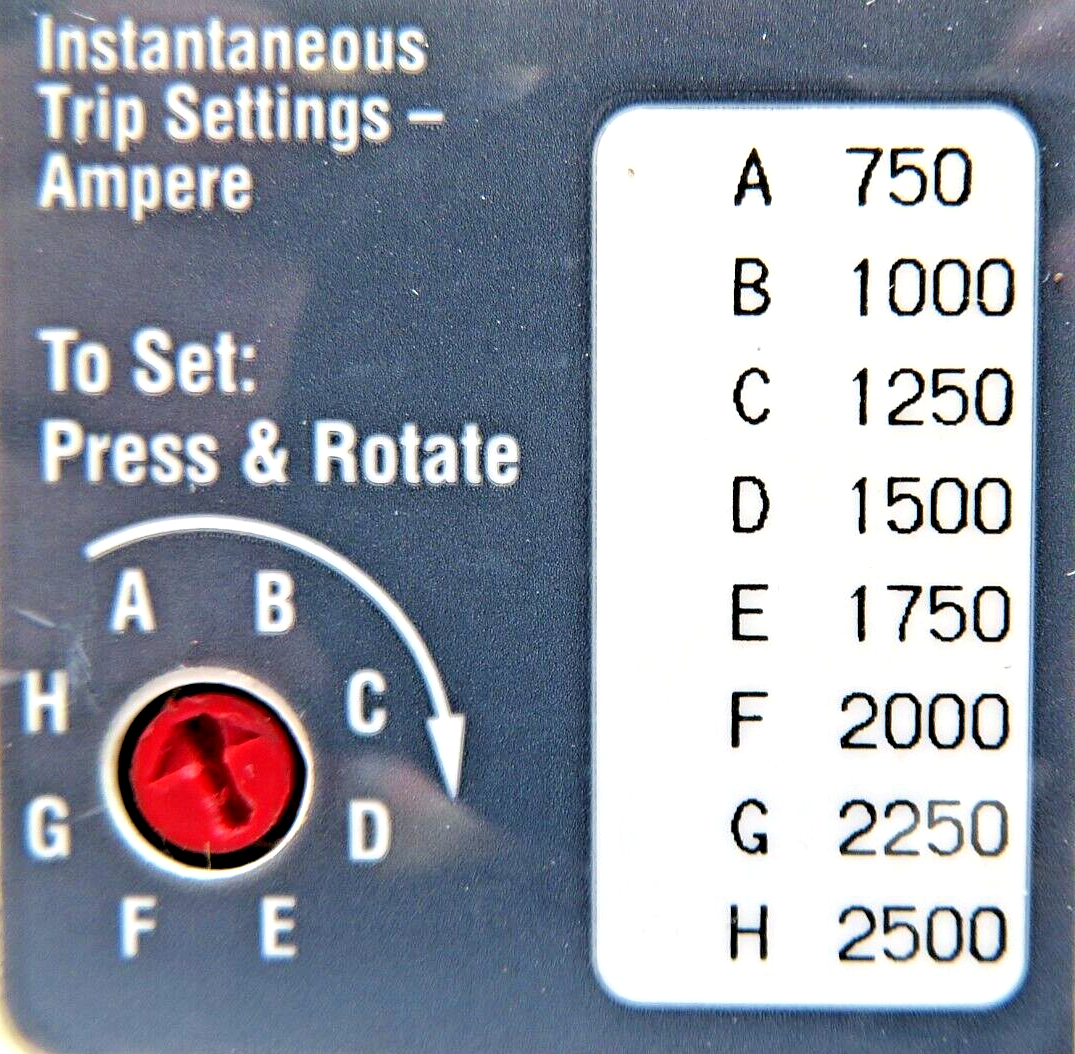 Instantaneous
Trip Settings –
Ampere
To Set:
Press & Rotate
A B
H C
G D
F E
A 750
B 1000
C 1250
D 1500
E 1750
F 2000
G 2250
H 2500